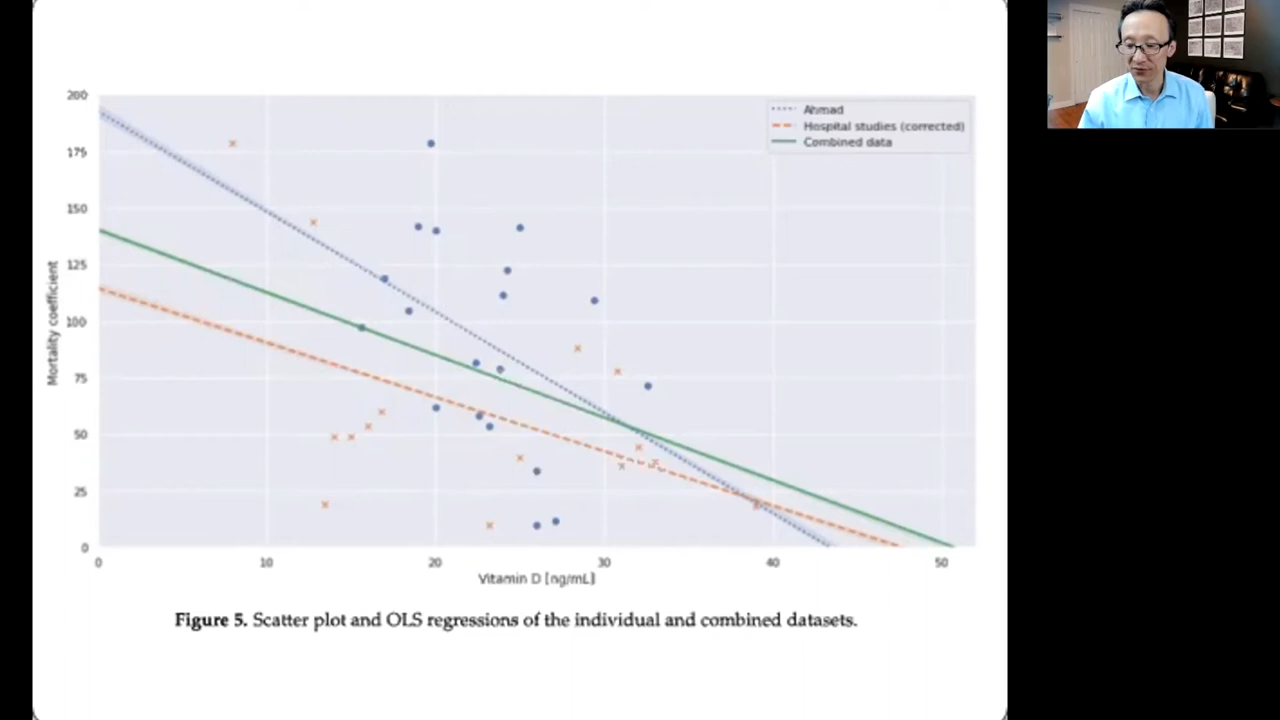 200
175
150
125
100
75
50
25
0
Mortality coefficient
Ahmad
Hospital studies (corrected)
Combined data
0 10 20 30 40 50
Vitamin D [ng/mL]
Figure 5. Scatter plot and OLS regressions of the individual and combined datasets.